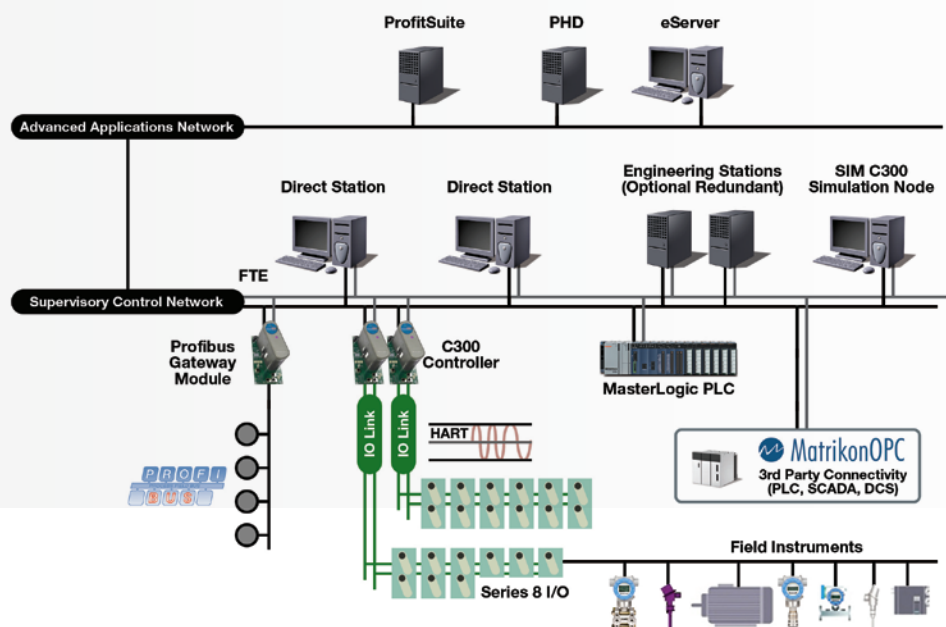 ProfitSuite
PHD
eServer
Advanced Applications Network
Direct Station
Direct Station
Engineering Stations
(Optional Redundant)
SIM C300
Simulation Node
FTE
Supervisory Control Network
Profibus
Gateway
Module
C300
Controller
MasterLogic PLC
IO Link
IO Link
HART
PROFI
BUS
MatrikonOPC
3rd Party Connectivity
(PLC, SCADA, DCS)
Series 8 I/O
Field Instruments